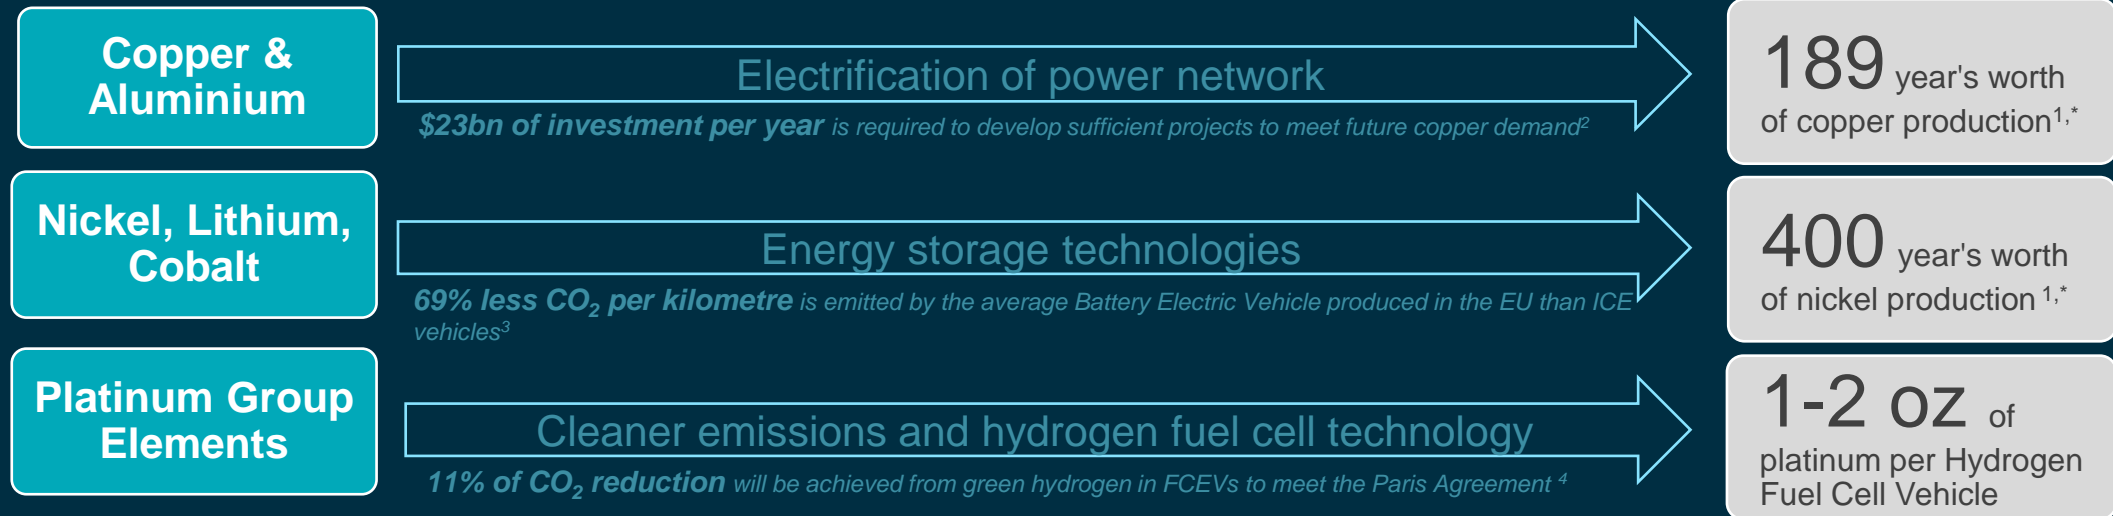 Copper &
Aluminium
Electrification of power network
$23bn of investment per year is required to develop sufficient projects to meet future copper demand²
189 year's worth
of copper production¹,*
Nickel, Lithium,
Cobalt
Energy storage technologies
69% less CO₂ per kilometre is emitted by the average Battery Electric Vehicle produced in the EU than ICE
vehicles³
400 year's worth
of nickel production ¹,*
Platinum Group
Elements
Cleaner emissions and hydrogen fuel cell technology
11% of CO₂ reduction will be achieved from green hydrogen in FCEVs to meet the Paris Agreement ⁴
1-2 oz of
platinum per Hydrogen
Fuel Cell Vehicle